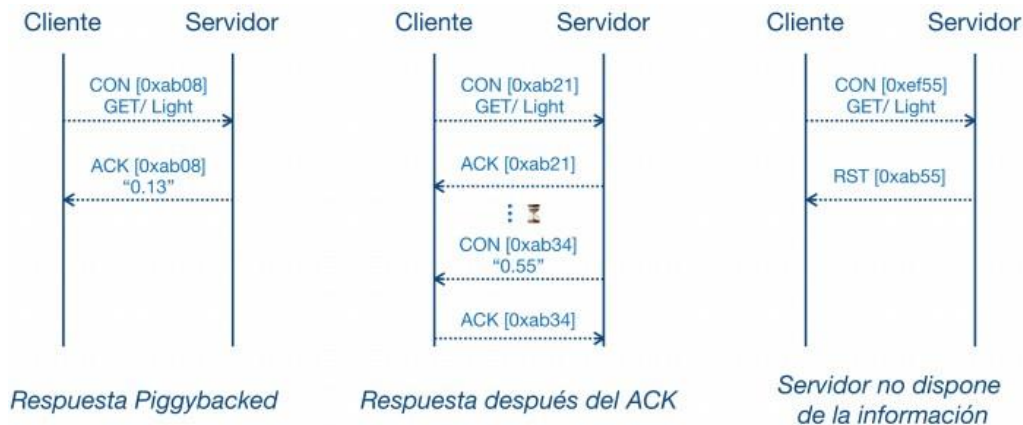 Cliente
Servidor
CON [0xab08]
GET/ Light
ACK [0xab08]
“0.13”
Respuesta Piggybacked
Cliente
Servidor
CON [0xab21]
GET/ Light
ACK [0xab21]
CON [0xab34]
“0.55”
ACK [0xab34]
Respuesta después del ACK
Cliente
Servidor
CON [0xef55]
GET/ Light
RST [0xab55]
Servidor no dispone
de la información